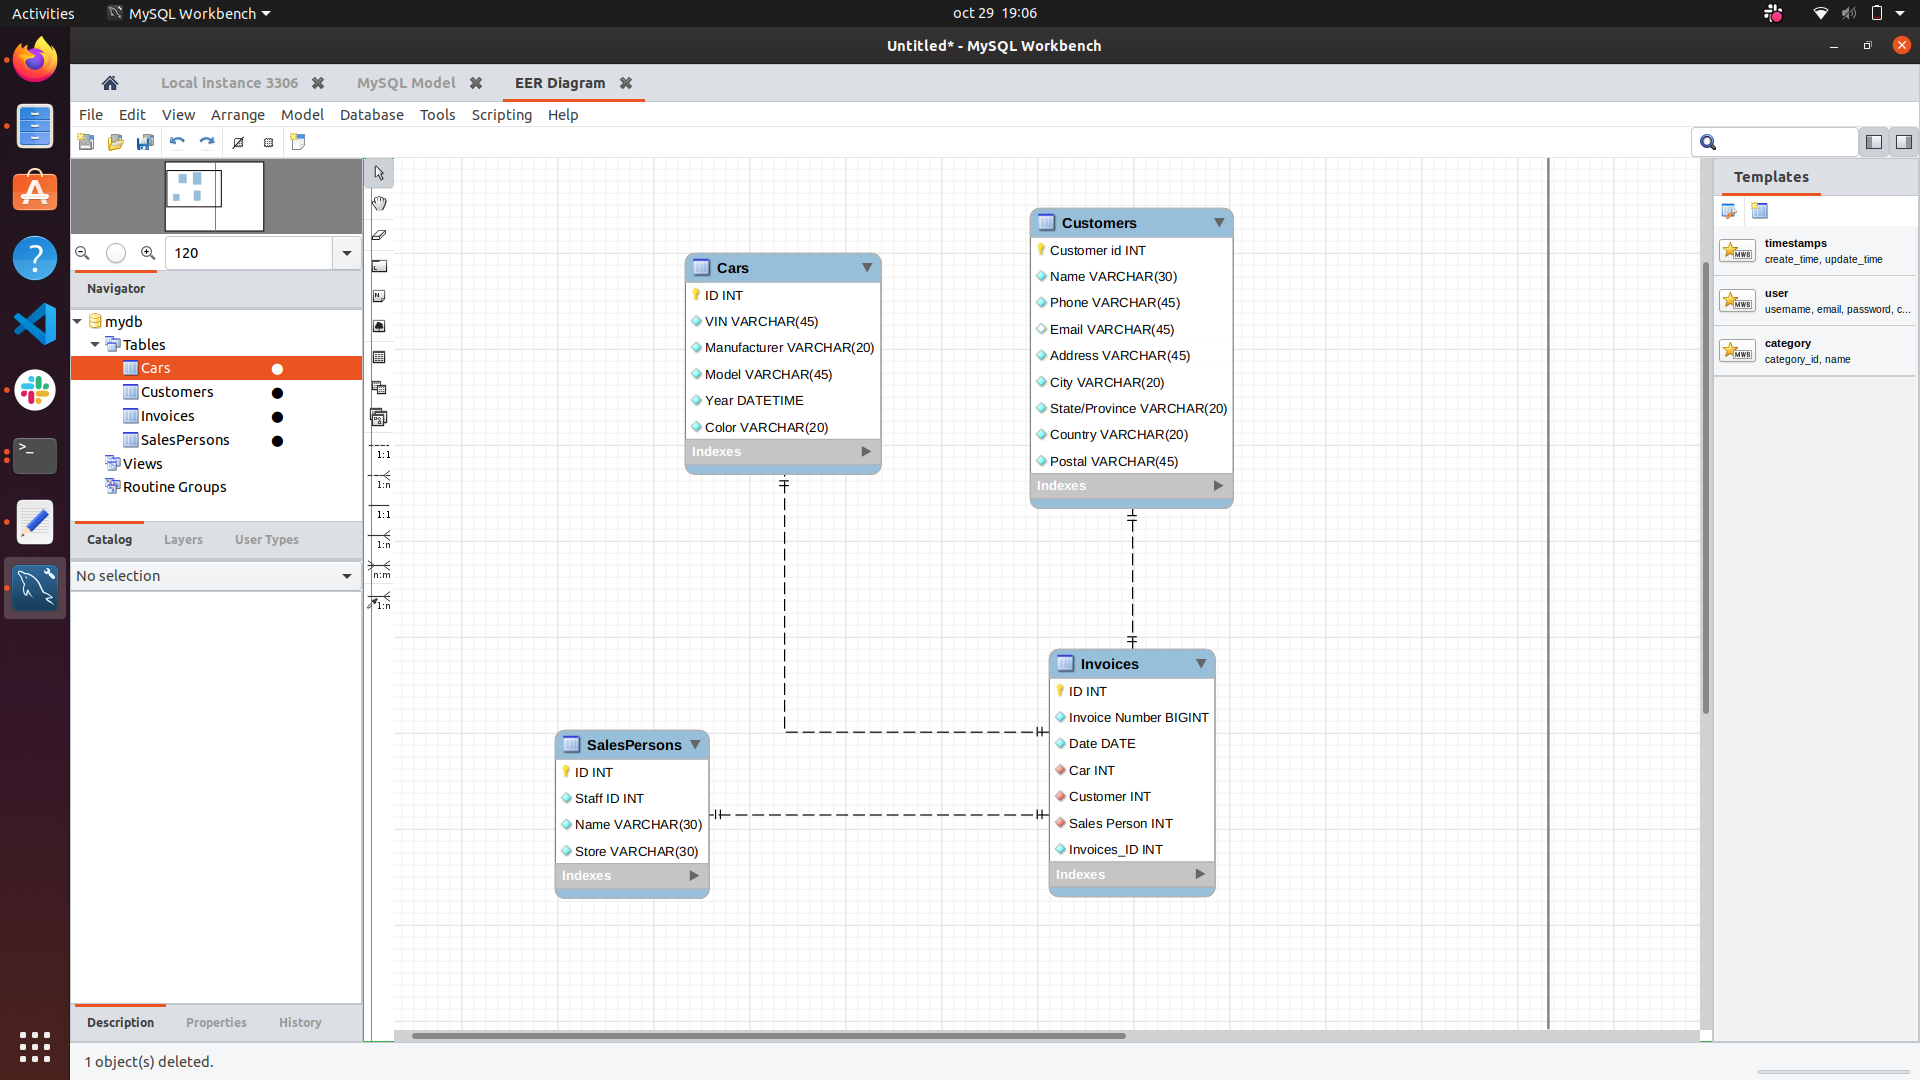 Activities
MySQL Workbench
oct 29 19:06
Untitled* - MySQL Workbench
Local instance 3306
MySQL Model
EER Diagram
File Edit View Arrange Model Database Tools Scripting Help
120
Navigator
mydb
Tables
Cars
Customers
Invoices
SalesPersons
Views
Routine Groups
Catalog
Layers
User Types
No selection
Description
Properties
History
1 object(s) deleted.
1:1
1:n
1:1
1:n
n:m
1:n
Cars
ID INT
VIN VARCHAR(45)
Manufacturer VARCHAR(20)
Model VARCHAR(45)
Year DATETIME
Color VARCHAR(20)
Indexes
Customers
Customer id INT
Name VARCHAR(30)
Phone VARCHAR(45)
Email VARCHAR(45)
Address VARCHAR(45)
City VARCHAR(20)
State/Province VARCHAR(20)
Country VARCHAR(20)
Postal VARCHAR(45)
Indexes
SalesPersons
ID INT
Staff ID INT
Name VARCHAR(30)
Store VARCHAR(30)
Indexes
Invoices
ID INT
Invoice Number BIGINT
Date DATE
Car INT
Customer INT
Sales Person INT
Invoices_ID INT
Indexes
Templates
MWB
timestamps
create_time, update_time
MWB
user
username, email, password, c...
MWB
category
category_id, name